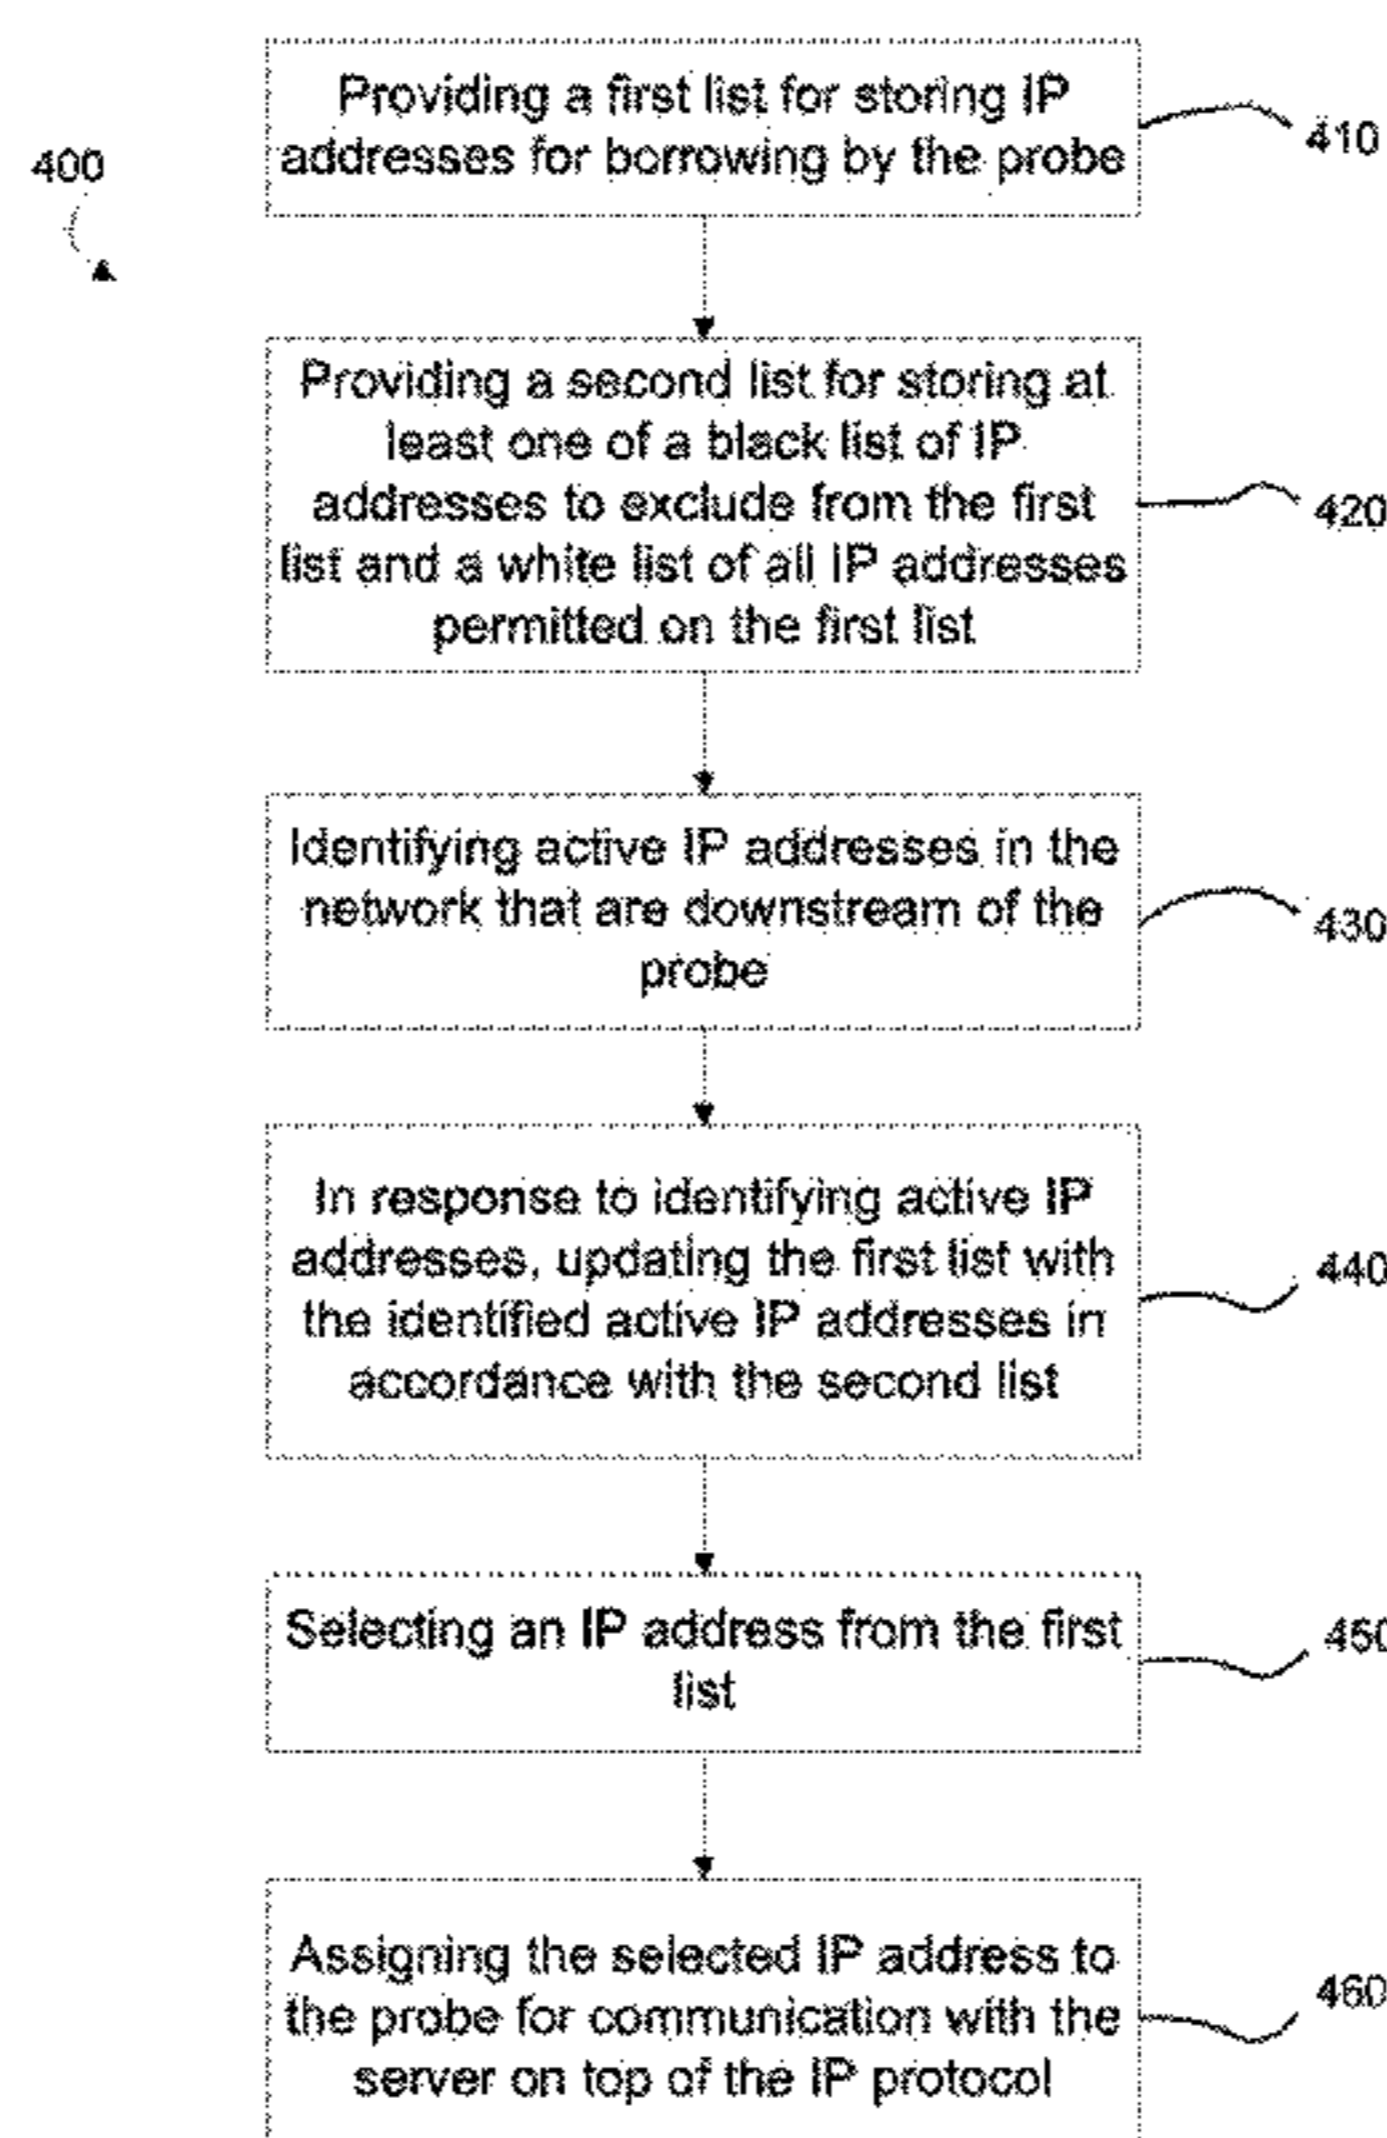 400
Providing a first list for storing IP
addresses for borrowing by the probe
410
Providing a second list for storing at
least one of a black list of IP
addresses to exclude from the first
list and a white list of all IP addresses
permitted on the first list
420
Identifying active IP addresses in the
network that are downstream of the
probe
430
In response to identifying active IP
addresses, updating the first list with
the identified active IP addresses in
accordance with the second list
440
Selecting an IP address from the first
list
450
Assigning the selected IP address to
the probe for communication with the
server on top of the IP protocol
460